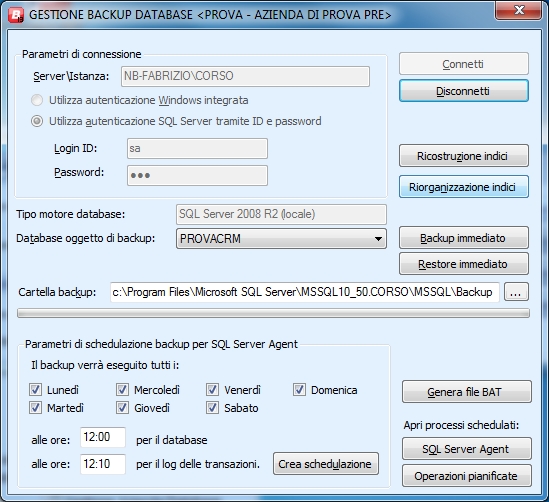 GESTIONE BACKUP DATABASE <PROVA - AZIENDA DI PROVA PRE>
Parametri di connessione
Server\Istanza: NB-FABRIZIO\CORSO
Utilizza autenticazione Windows integrata
Utilizza autenticazione SQL Server tramite ID e password
Login ID: sa
Password: ●●●
Connetti
Disconnetti
Ricostruzione indici
Riorganizzazione indici
Tipo motore database: SQL Server 2008 R2 (locale)
Database oggetto di backup: PROVACRM
Backup immediato
Restore immediato
Cartella backup: c:\Program Files\Microsoft SQL Server\MSSQL10_50.CORSO\MSSQL\Backup ...
Parametri di schedulazione backup per SQL Server Agent
Il backup verrà eseguito tutti i:
Lunedì Mercoledì Venerdì Domenica
Martedì Giovedì Sabato
alle ore: 12:00 per il database
alle ore: 12:10 per il log delle transazioni. Crea schedulazione
Genera file BAT
Apri processi schedulati:
SQL Server Agent
Operazioni pianificate